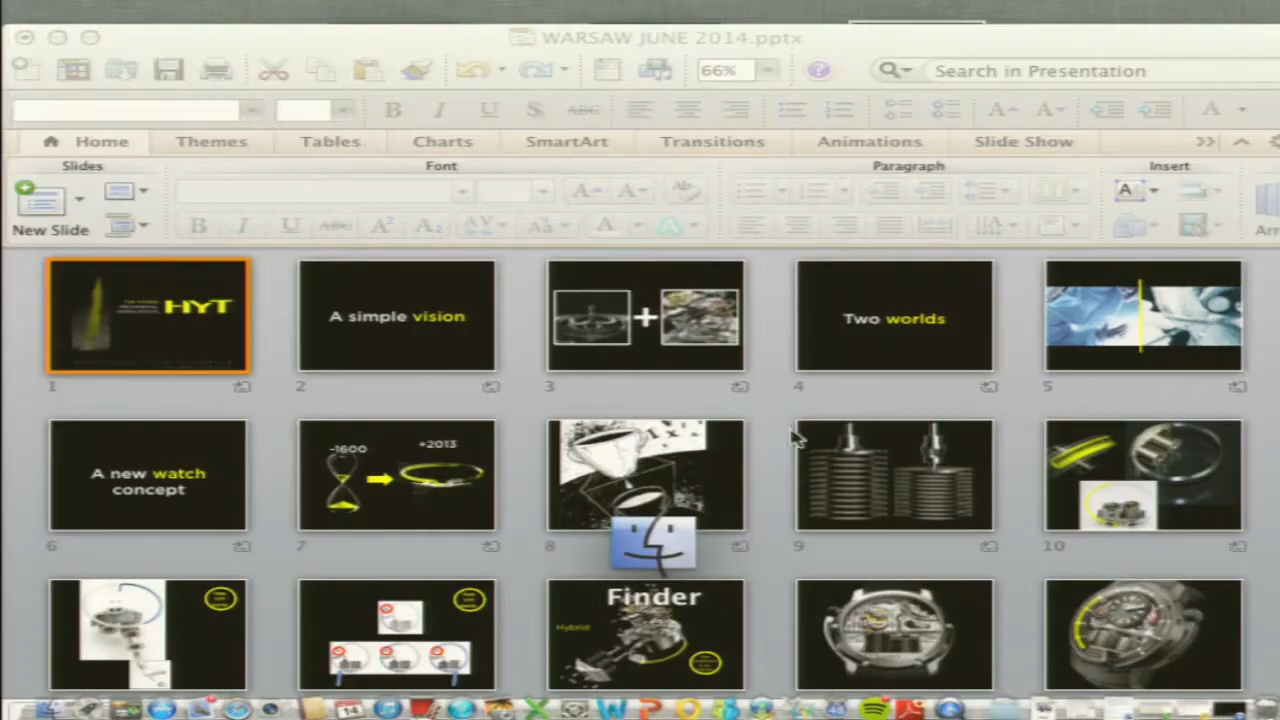 WARSAW JUNE 2014.pptx
66%
Search in Presentation
Home Themes Tables Charts SmartArt Transitions Animations Slide Show
Slides Font Paragraph Insert
New Slide
HYT
A simple vision
+
Two worlds
1 2 3 4 5
A new watch
concept
-1600
+2013
6 7 8 9 10
Finder
Hybrid
14